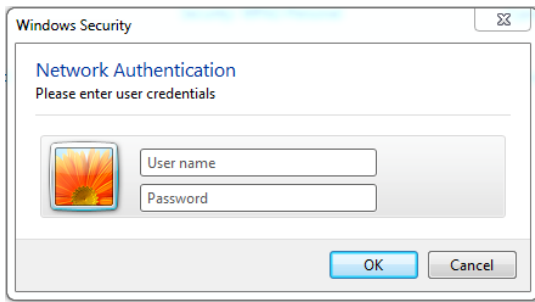 Windows Security
Network Authentication
Please enter user credentials
User name
Password
OK
Cancel